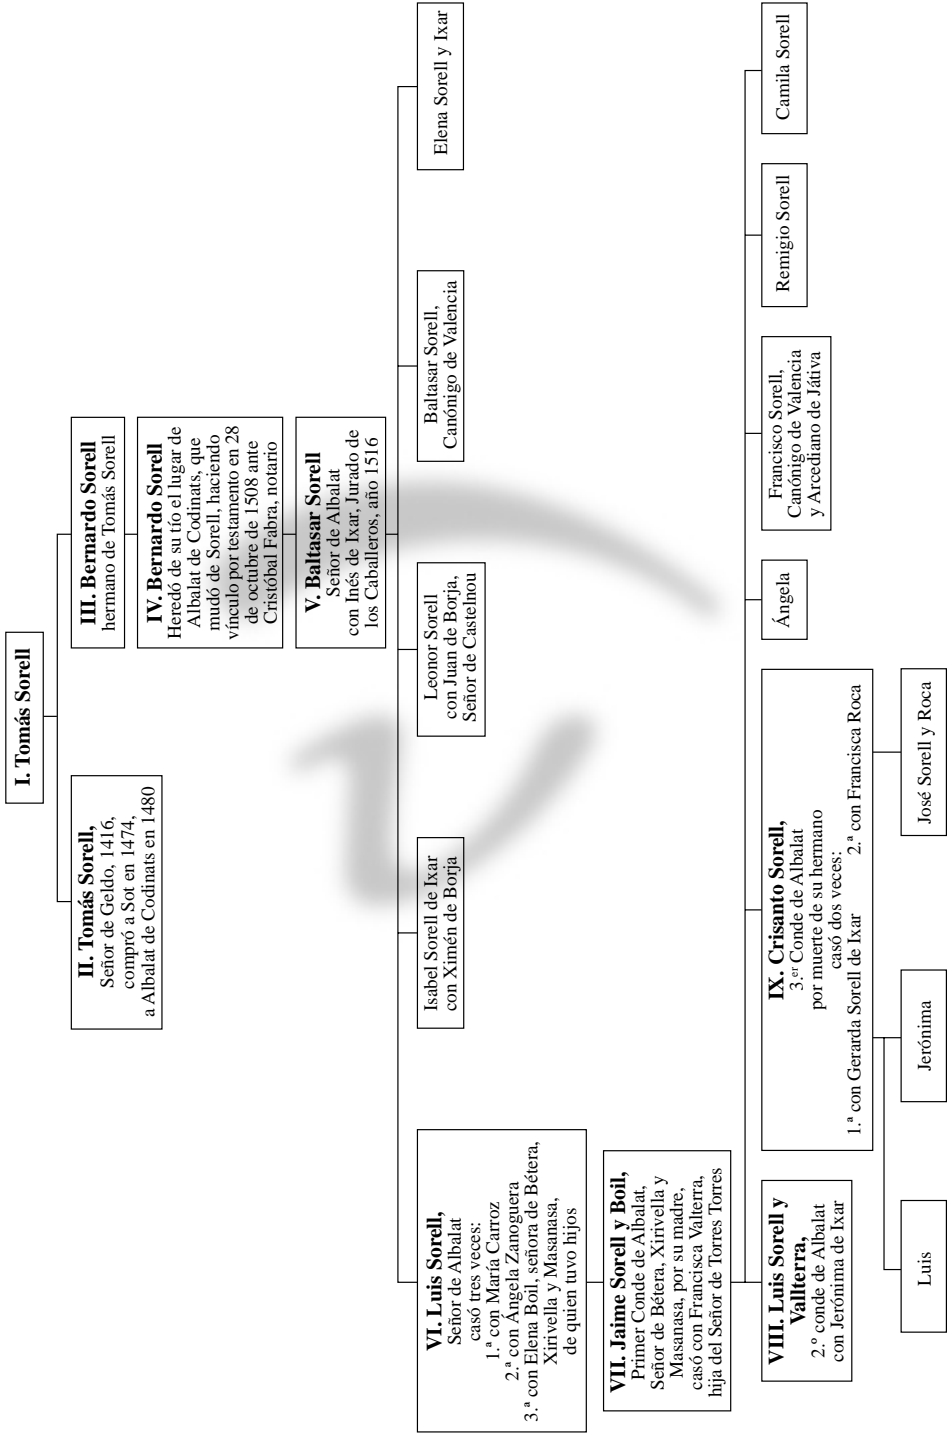 I. Tomás Sorell
II. Tomás Sorell,
Señor de Geldo, 1416,
compró a Sot en 1474,
a Albalat de Codinats en 1480
III. Bernardo Sorell
hermano de Tomás Sorell
IV. Bernardo Sorell
Heredó de su tío el lugar de
Albalat de Codinats, que
mudó de Sorell, haciendo
vínculo por testamento en 28
de octubre de 1508 ante
Cristóbal Fabra, notario
V. Baltasar Sorell
Señor de Albalat
con Inés de Ixar, Jurado de
los Caballeros, año 1516
VI. Luis Sorell,
Señor de Albalat
casó tres veces:
1.ª con María Carroz
2.ª con Ángela Zanoguera
3.ª con Elena Boil, señora de Bétera,
Xirivella y Masanasa,
de quien tuvo hijos
Isabel Sorell de Ixar
con Ximén de Borja
Leonor Sorell
con Juan de Borja,
Señor de Castelnou
Baltasar Sorell,
Canónigo de Valencia
Elena Sorell y Ixar
VII. Jaime Sorell y Boil,
Primer Conde de Albalat,
Señor de Bétera, Xirivella y
Masanasa, por su madre,
casó con Francisca Valterra,
hija del Señor de Torres Torres
VIII. Luis Sorell y
Vallterra,
2.º conde de Albalat
con Jerónima de Ixar
IX. Crisanto Sorell,
3.er Conde de Albalat
por muerte de su hermano
casó dos veces:
1.ª con Gerarda Sorell de Ixar 2.ª con Francisca Roca
Ángela
Francisco Sorell,
Canónigo de Valencia
y Arcediano de Játiva
Remigio Sorell
Camila Sorell
Luis
Jerónima
José Sorell y Roca